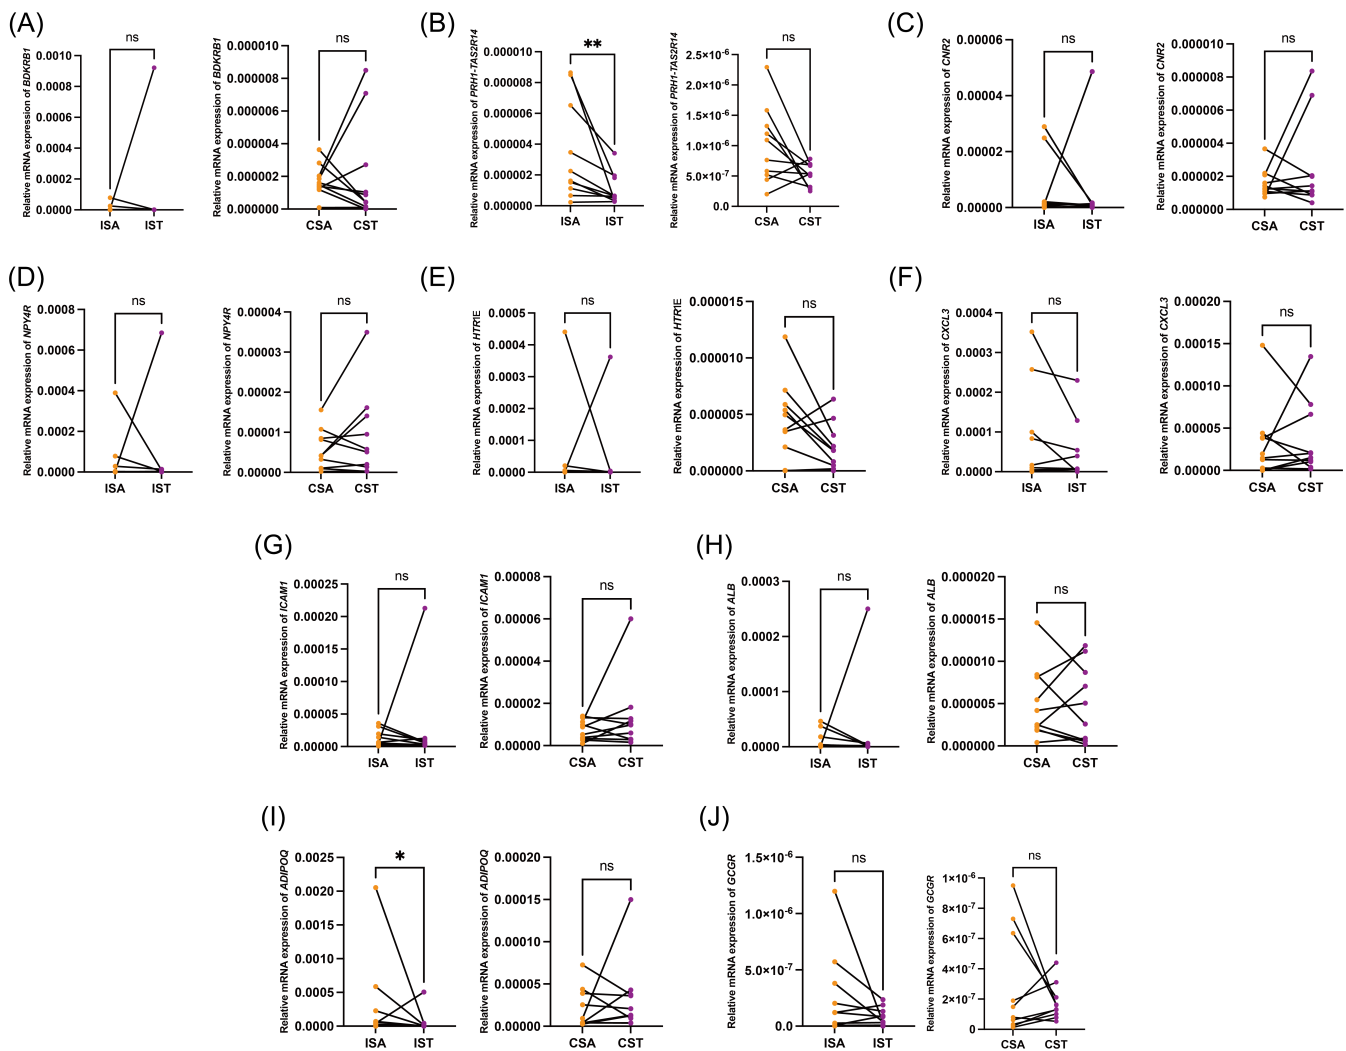 (A)
Relative mRNA expression of BDKRB1
0.0010
0.0008
0.0006
0.0004
0.0002
0.0000
ns
ISA
IST
Relative mRNA expression of BDKRB1
0.000010
0.000008
0.000006
0.000004
0.000002
0.000000
ns
CSA
CST
(B)
Relative mRNA expression of PRH1-TAS2R14
0.000010
0.000008
0.000006
0.000004
0.000002
0.000000
**
ISA
IST
Relative mRNA expression of PRH1-TAS2R14
2.5×10⁻⁶
2.0×10⁻⁶
1.5×10⁻⁶
1.0×10⁻⁶
5.0×10⁻⁷
0.0
ns
CSA
CST
(C)
Relative mRNA expression of CNR2
0.00006
0.00004
0.00002
0.00000
ns
ISA
IST
Relative mRNA expression of CNR2
0.000010
0.000008
0.000006
0.000004
0.000002
0.000000
ns
CSA
CST
(D)
Relative mRNA expression of NPY4R
0.0008
0.0006
0.0004
0.0002
0.0000
ns
ISA
IST
Relative mRNA expression of NPY4R
0.00004
0.00003
0.00002
0.00001
0.00000
ns
CSA
CST
(E)
Relative mRNA expression of HTR1E
0.0005
0.0004
0.0003
0.0002
0.0001
0.0000
ns
ISA
IST
Relative mRNA expression of HTR1E
0.000015
0.000010
0.000005
0.000000
ns
CSA
CST
(F)
Relative mRNA expression of CXCL3
0.0004
0.0003
0.0002
0.0001
0.0000
ns
ISA
IST
Relative mRNA expression of CXCL3
0.00020
0.00015
0.00010
0.00005
0.00000
ns
CSA
CST
(G)
Relative mRNA expression of ICAM1
0.00025
0.00020
0.00015
0.00010
0.00005
0.00000
ns
ISA
IST
Relative mRNA expression of ICAM1
0.00008
0.00006
0.00004
0.00002
0.00000
ns
CSA
CST
(H)
Relative mRNA expression of ALB
0.0003
0.0002
0.0001
0.0000
ns
ISA
IST
Relative mRNA expression of ALB
0.000020
0.000015
0.000010
0.000005
0.000000
ns
CSA
CST
(I)
Relative mRNA expression of ADIPOQ
0.0025
0.0020
0.0015
0.0010
0.0005
0.0000
*
ISA
IST
Relative mRNA expression of ADIPOQ
0.00020
0.00015
0.00010
0.00005
0.00000
ns
CSA
CST
(J)
Relative mRNA expression of GCGR
1.5×10⁻⁶
1.0×10⁻⁶
5.0×10⁻⁷
0.0
ns
ISA
IST
Relative mRNA expression of GCGR
1×10⁻⁶
8×10⁻⁷
6×10⁻⁷
4×10⁻⁷
2×10⁻⁷
0
ns
CSA
CST